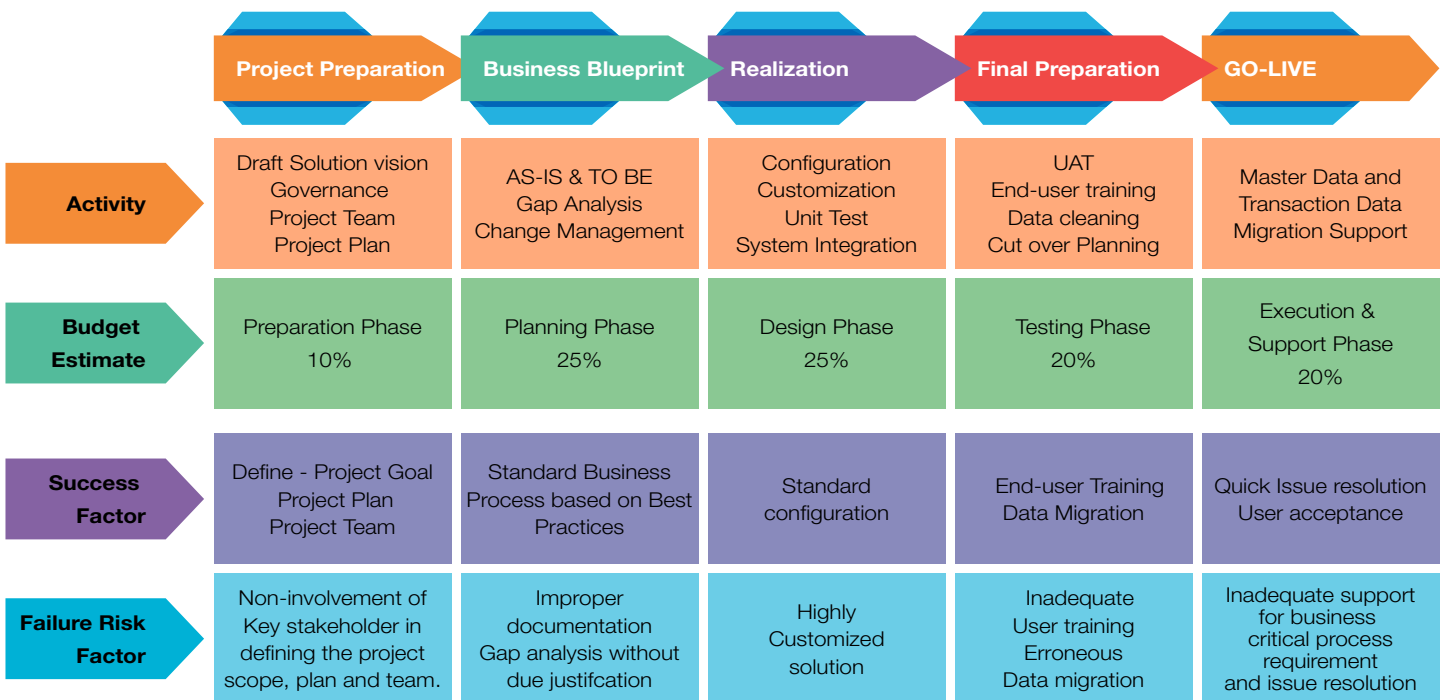 Project Preparation
Business Blueprint
Realization
Final Preparation
GO-LIVE
Activity
Draft Solution vision
Governance
Project Team
Project Plan
AS-IS & TO BE
Gap Analysis
Change Management
Configuration
Customization
Unit Test
System Integration
UAT
End-user training
Data cleaning
Cut over Planning
Master Data and
Transaction Data
Migration Support
Budget
Estimate
Preparation Phase
10%
Planning Phase
25%
Design Phase
25%
Testing Phase
20%
Execution &
Support Phase
20%
Success
Factor
Define - Project Goal
Project Plan
Project Team
Standard Business
Process based on Best
Practices
Standard
configuration
End-user Training
Data Migration
Quick Issue resolution
User acceptance
Failure Risk
Factor
Non-involvement of
Key stakeholder in
defining the project
scope, plan and team.
Improper
documentation
Gap analysis without
due justifcation
Highly
Customized
solution
Inadequate
User training
Erroneous
Data migration
Inadequate support
for business
critical process
requirement
and issue resolution